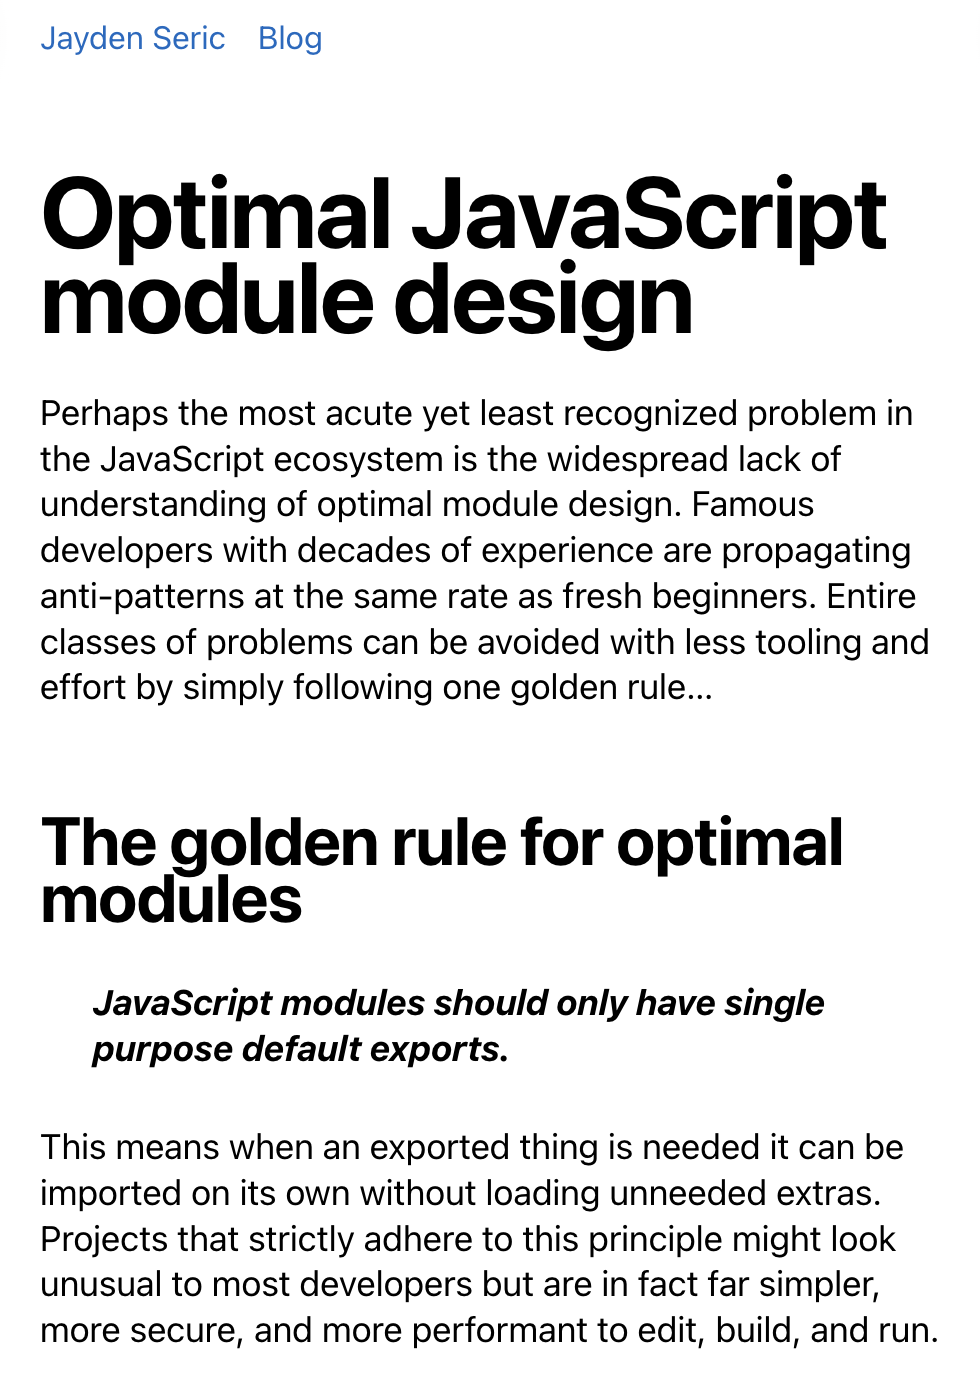 Jayden Seric Blog
Optimal JavaScript
module design
Perhaps the most acute yet least recognized problem in
the JavaScript ecosystem is the widespread lack of
understanding of optimal module design. Famous
developers with decades of experience are propagating
anti-patterns at the same rate as fresh beginners. Entire
classes of problems can be avoided with less tooling and
effort by simply following one golden rule…
The golden rule for optimal
modules
JavaScript modules should only have single
purpose default exports.
This means when an exported thing is needed it can be
imported on its own without loading unneeded extras.
Projects that strictly adhere to this principle might look
unusual to most developers but are in fact far simpler,
more secure, and more performant to edit, build, and run.